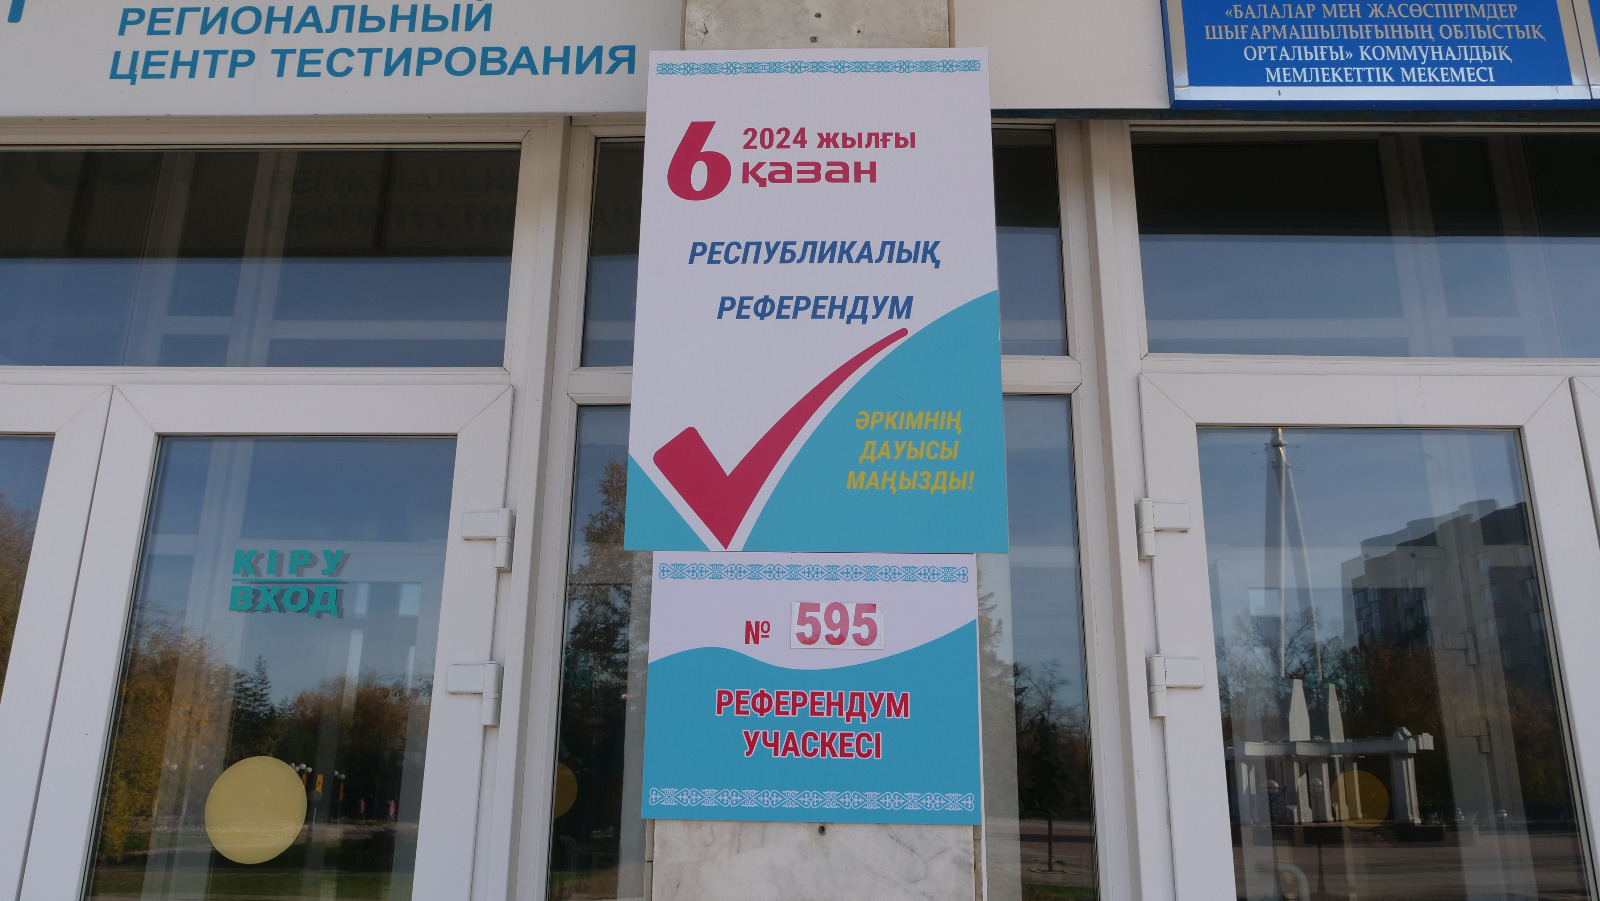 РЕГИОНАЛЬНЫЙ
ЦЕНТР ТЕСТИРОВАНИЯ
«БАЛАЛАР МЕН ЖАСӨСПІРІМДЕР
ШЫҒАРМАШЫЛЫҒЫНЫҢ ОБЛЫСТЫҚ
ОРТАЛЫҒЫ» КОММУНАЛДЫҚ
МЕМЛЕКЕТТІК МЕКЕМЕСІ
6 2024 жылғы
қазан
РЕСПУБЛИКАЛЫҚ
РЕФЕРЕНДУМ
ӘРКІМНІҢ
ДАУЫСЫ
МАҢЫЗДЫ!
КІРУ
ВХОД
№ 595
РЕФЕРЕНДУМ
УЧАСКЕСІ